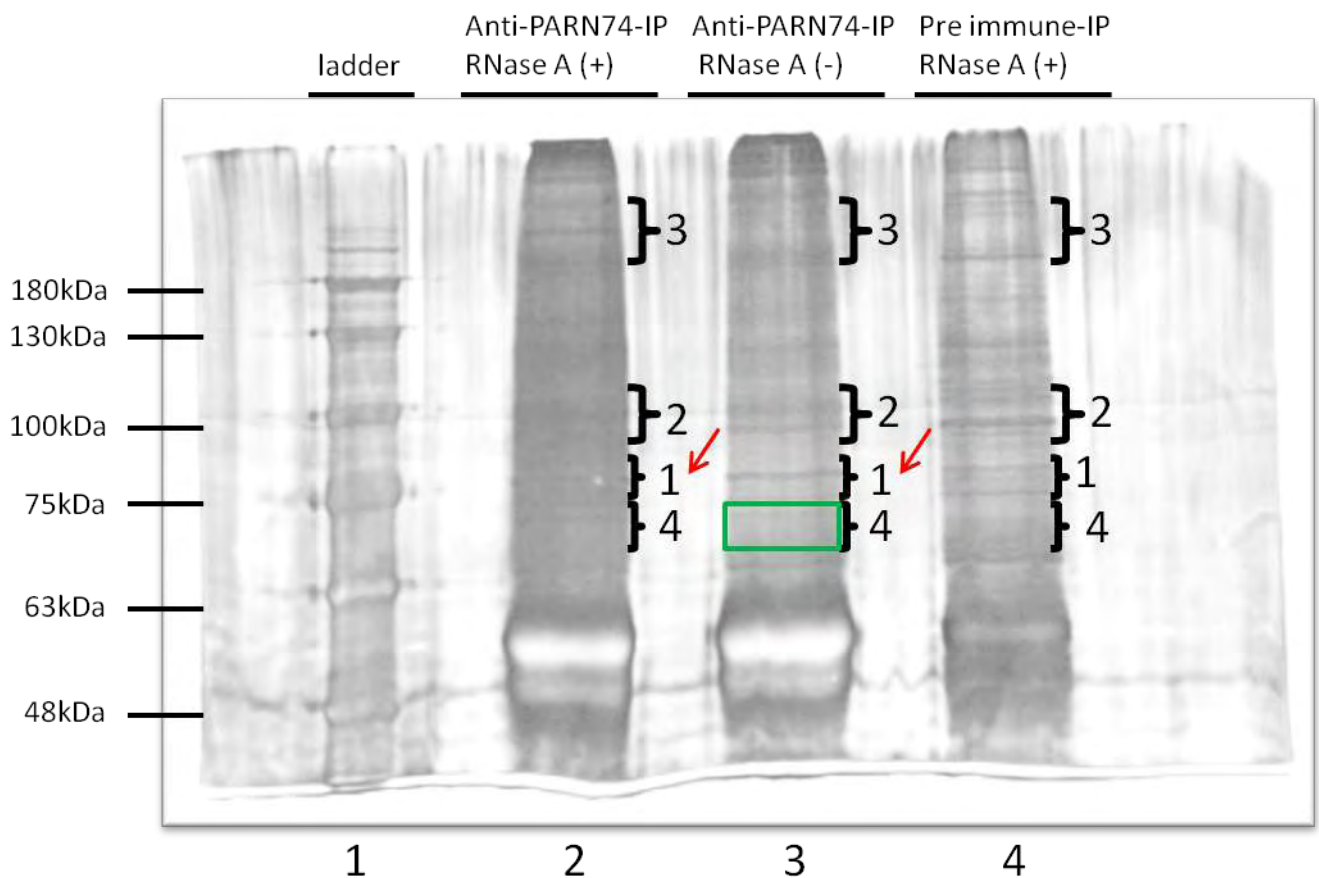 ladder
Anti-PARN74-IP
RNase A (+)
Anti-PARN74-IP
RNase A (-)
Pre immune-IP
RNase A (+)
180kDa
130kDa
100kDa
75kDa
63kDa
48kDa
3
3
3
2
2
2
1
1
1
4
4
4
1
2
3
4